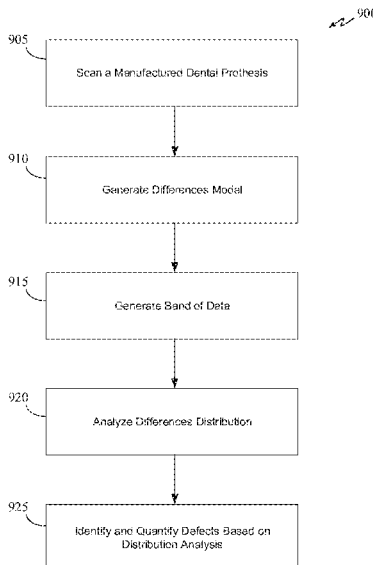 900
905
Scan a Manufactured Dental Prothesis
910
Generate Differences Modal
915
Generate Band of Data
920
Analyze Differences Distribution
925
Identify and Quantify Defects Based on
Distribution Analysis